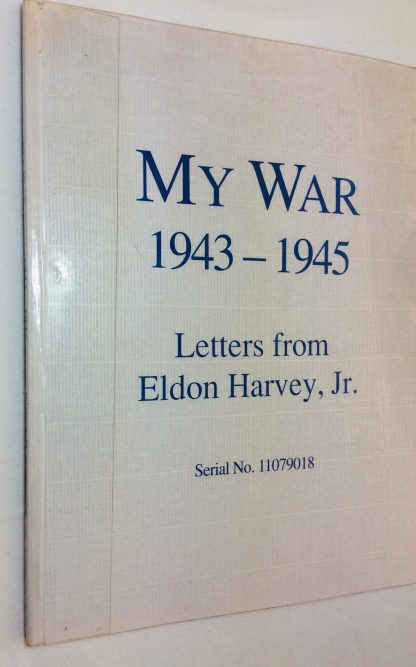 MY WAR
1943 – 1945
Letters from
Eldon Harvey, Jr.
Serial No. 11079018